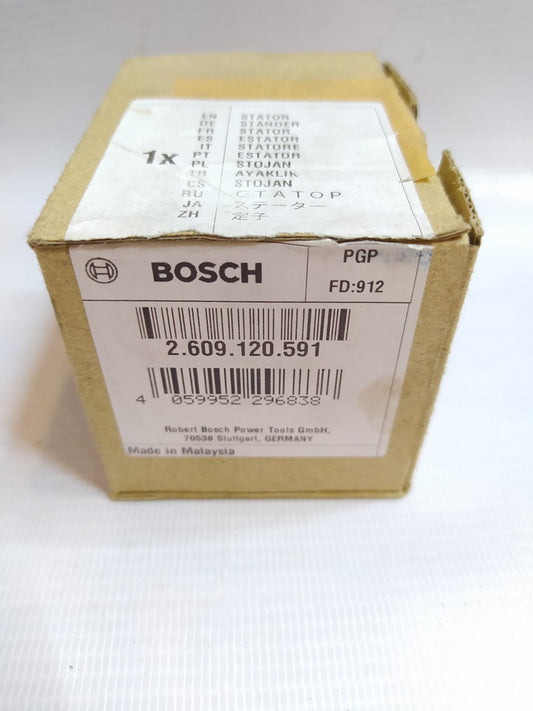 EN STATOR
DE STÄNDER
FR STATOR
ES ESTATOR
IT STATORE
1x PT ESTATOR
PL STOJAN
TR AYAKLIK
CS STOJAN
RU СТАТОР
JA ステーター
ZH 定子
BOSCH
PGP
FD:912
2.609.120.591
4 059952 296838
Robert Bosch Power Tools GmbH,
70538 Stuttgart, GERMANY
Made in Malaysia